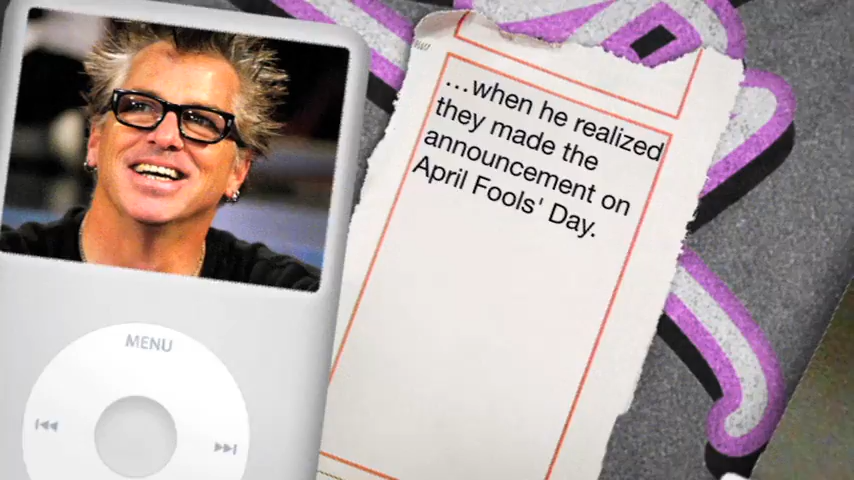 …when he realized
they made the
announcement on
April Fools' Day.
MENU